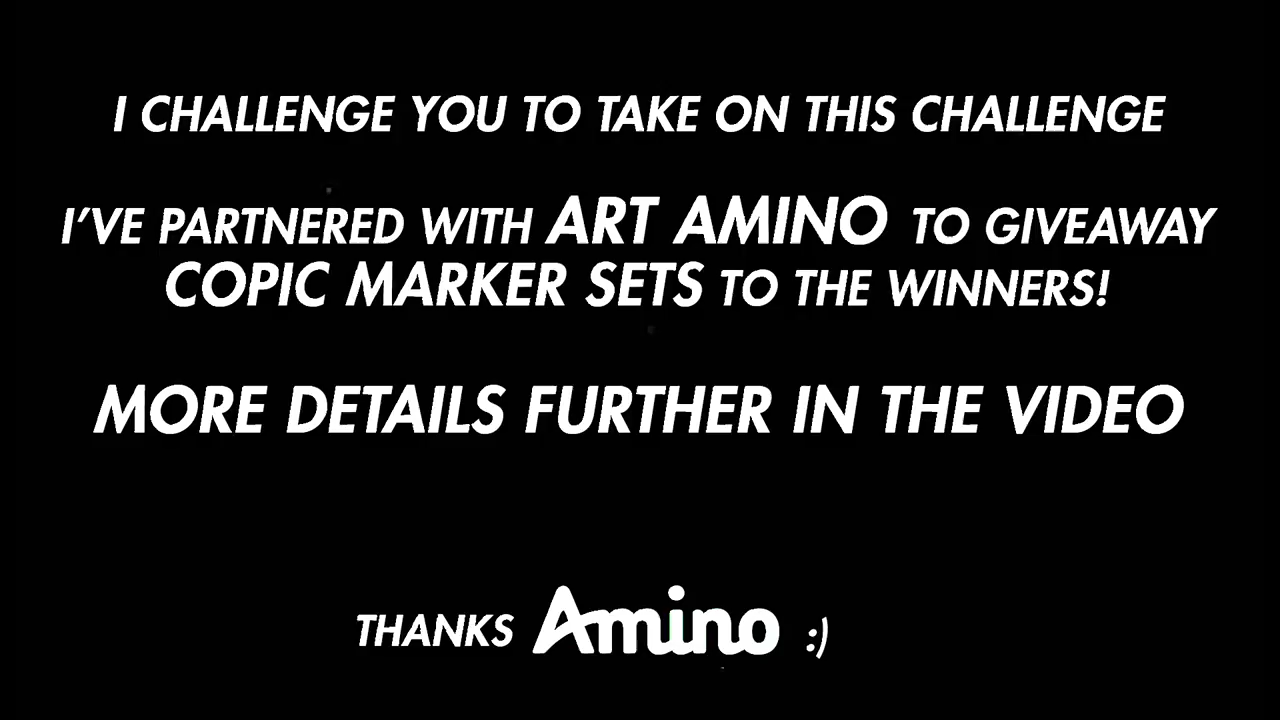 I CHALLENGE YOU TO TAKE ON THIS CHALLENGE
I'VE PARTNERED WITH ART AMINO TO GIVEAWAY
COPIC MARKER SETS TO THE WINNERS!
MORE DETAILS FURTHER IN THE VIDEO
THANKS Amino :)